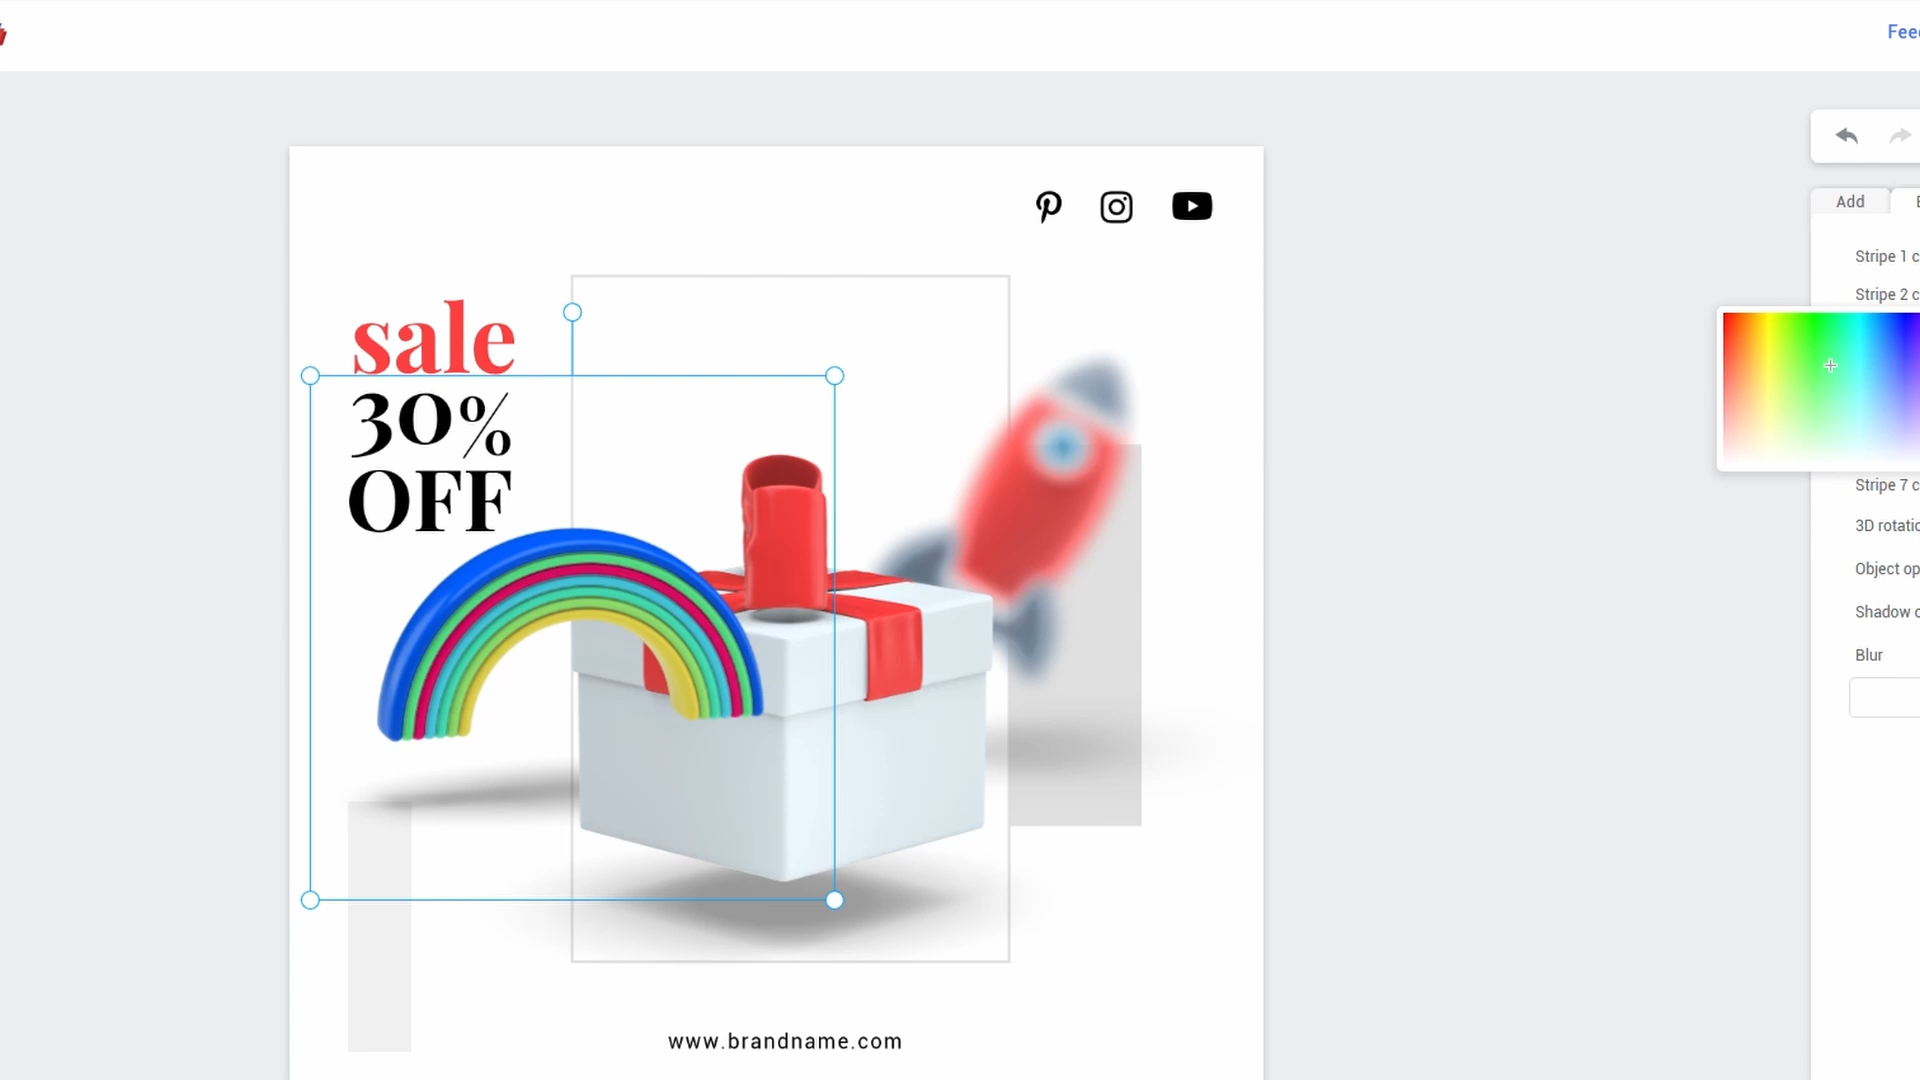 Fee
Add
Stripe 1 c
Stripe 2 c
sale
30%
OFF
Stripe 7 c
3D rotatio
Object op
Shadow c
Blur
www.brandname.com